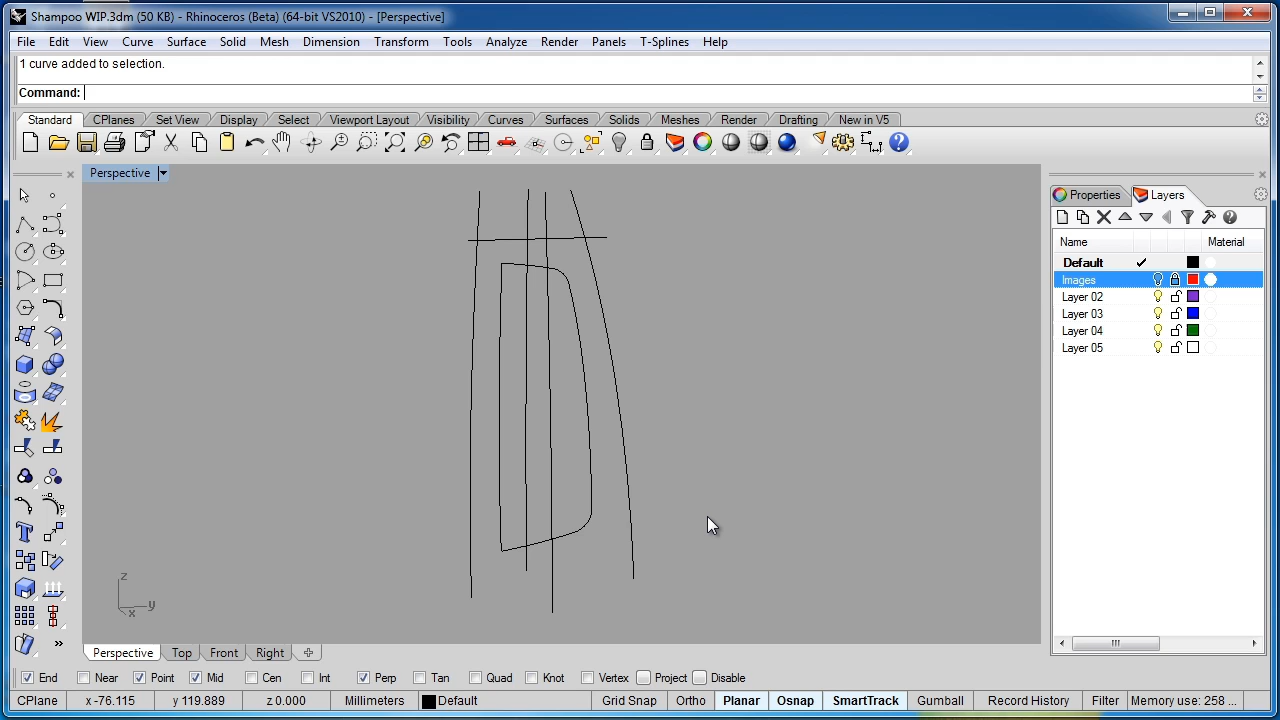 Shampoo WIP.3dm (50 KB) - Rhinoceros (Beta) (64-bit VS2010) - [Perspective]
File Edit View Curve Surface Solid Mesh Dimension Transform Tools Analyze Render Panels T-Splines Help
1 curve added to selection.
Command:
Standard CPlanes Set View Display Select Viewport Layout Visibility Curves Surfaces Solids Meshes Render Drafting New in V5
Perspective
Properties Layers
Name Material
Default
Images
Layer 02
Layer 03
Layer 04
Layer 05
z
y
x
Perspective Top Front Right
End Near Point Mid Cen Int Perp Tan Quad Knot Vertex Project Disable
CPlane x -76.115 y 119.889 z 0.000 Millimeters Default Grid Snap Ortho Planar Osnap SmartTrack Gumball Record History Filter Memory use: 258 ...